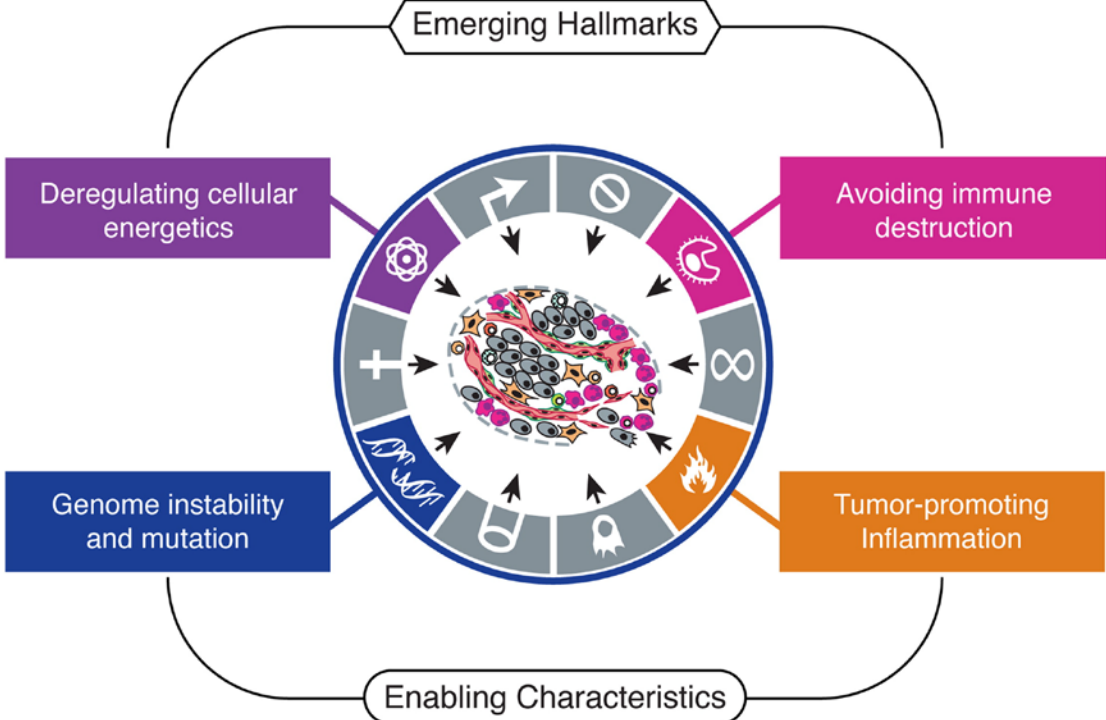 Emerging Hallmarks
Deregulating cellular
energetics
Avoiding immune
destruction
Genome instability
and mutation
Tumor-promoting
Inflammation
Enabling Characteristics